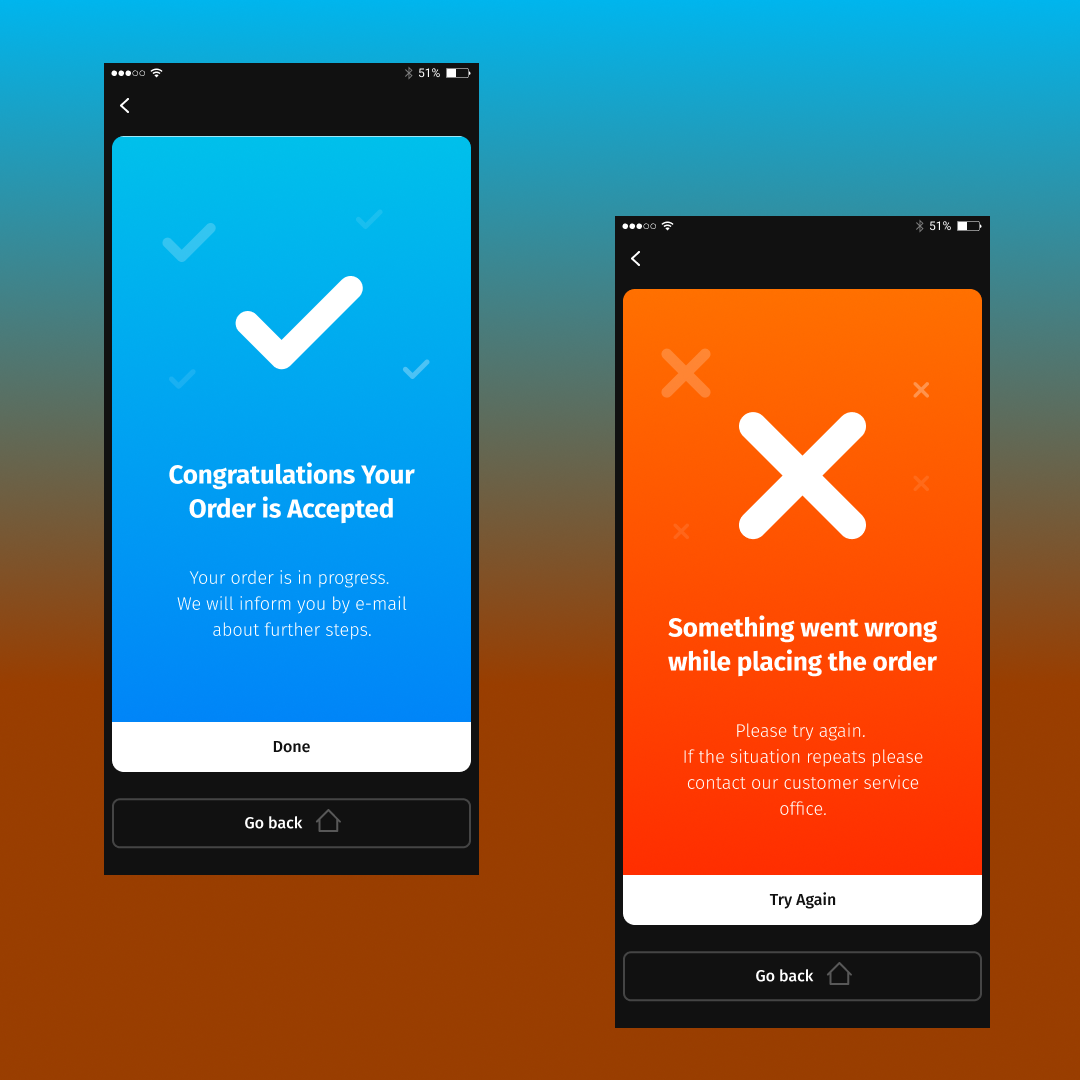 51%
Congratulations Your
Order is Accepted
Your order is in progress.
We will inform you by e-mail
about further steps.
Done
Go back
51%
Something went wrong
while placing the order
Please try again.
If the situation repeats please
contact our customer service
office.
Try Again
Go back